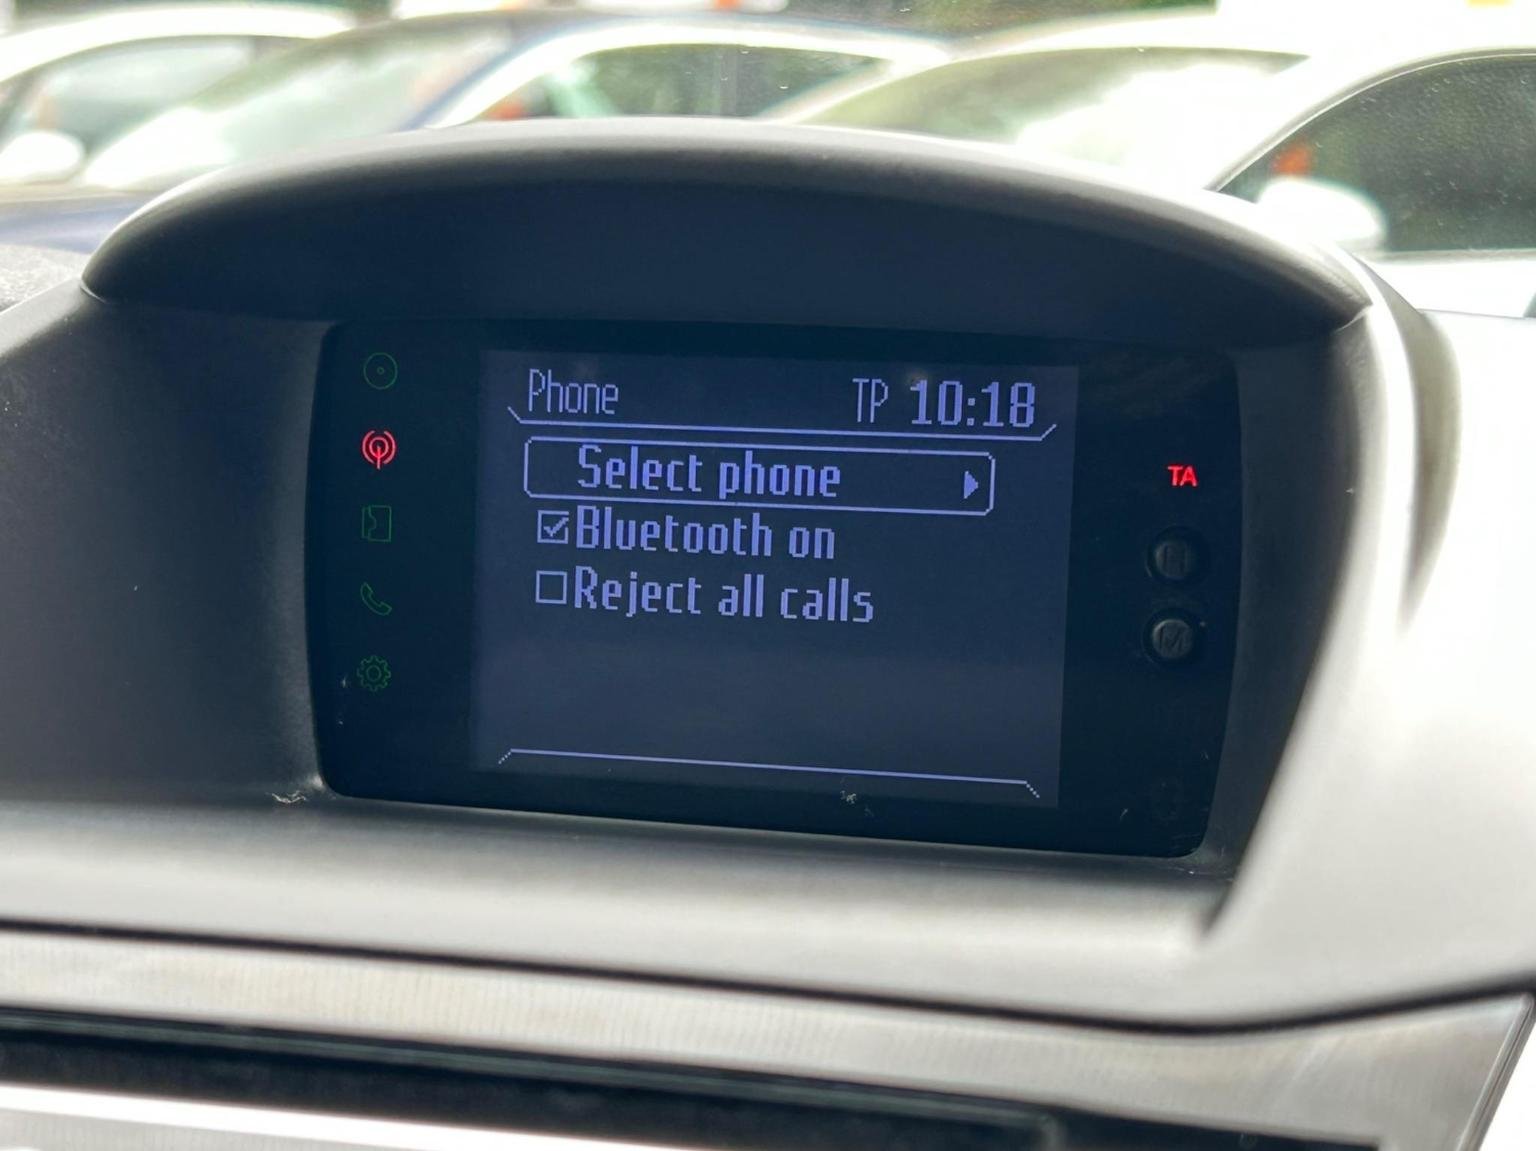 Phone TP 10:18
Select phone
Bluetooth on
Reject all calls
TA
H
M